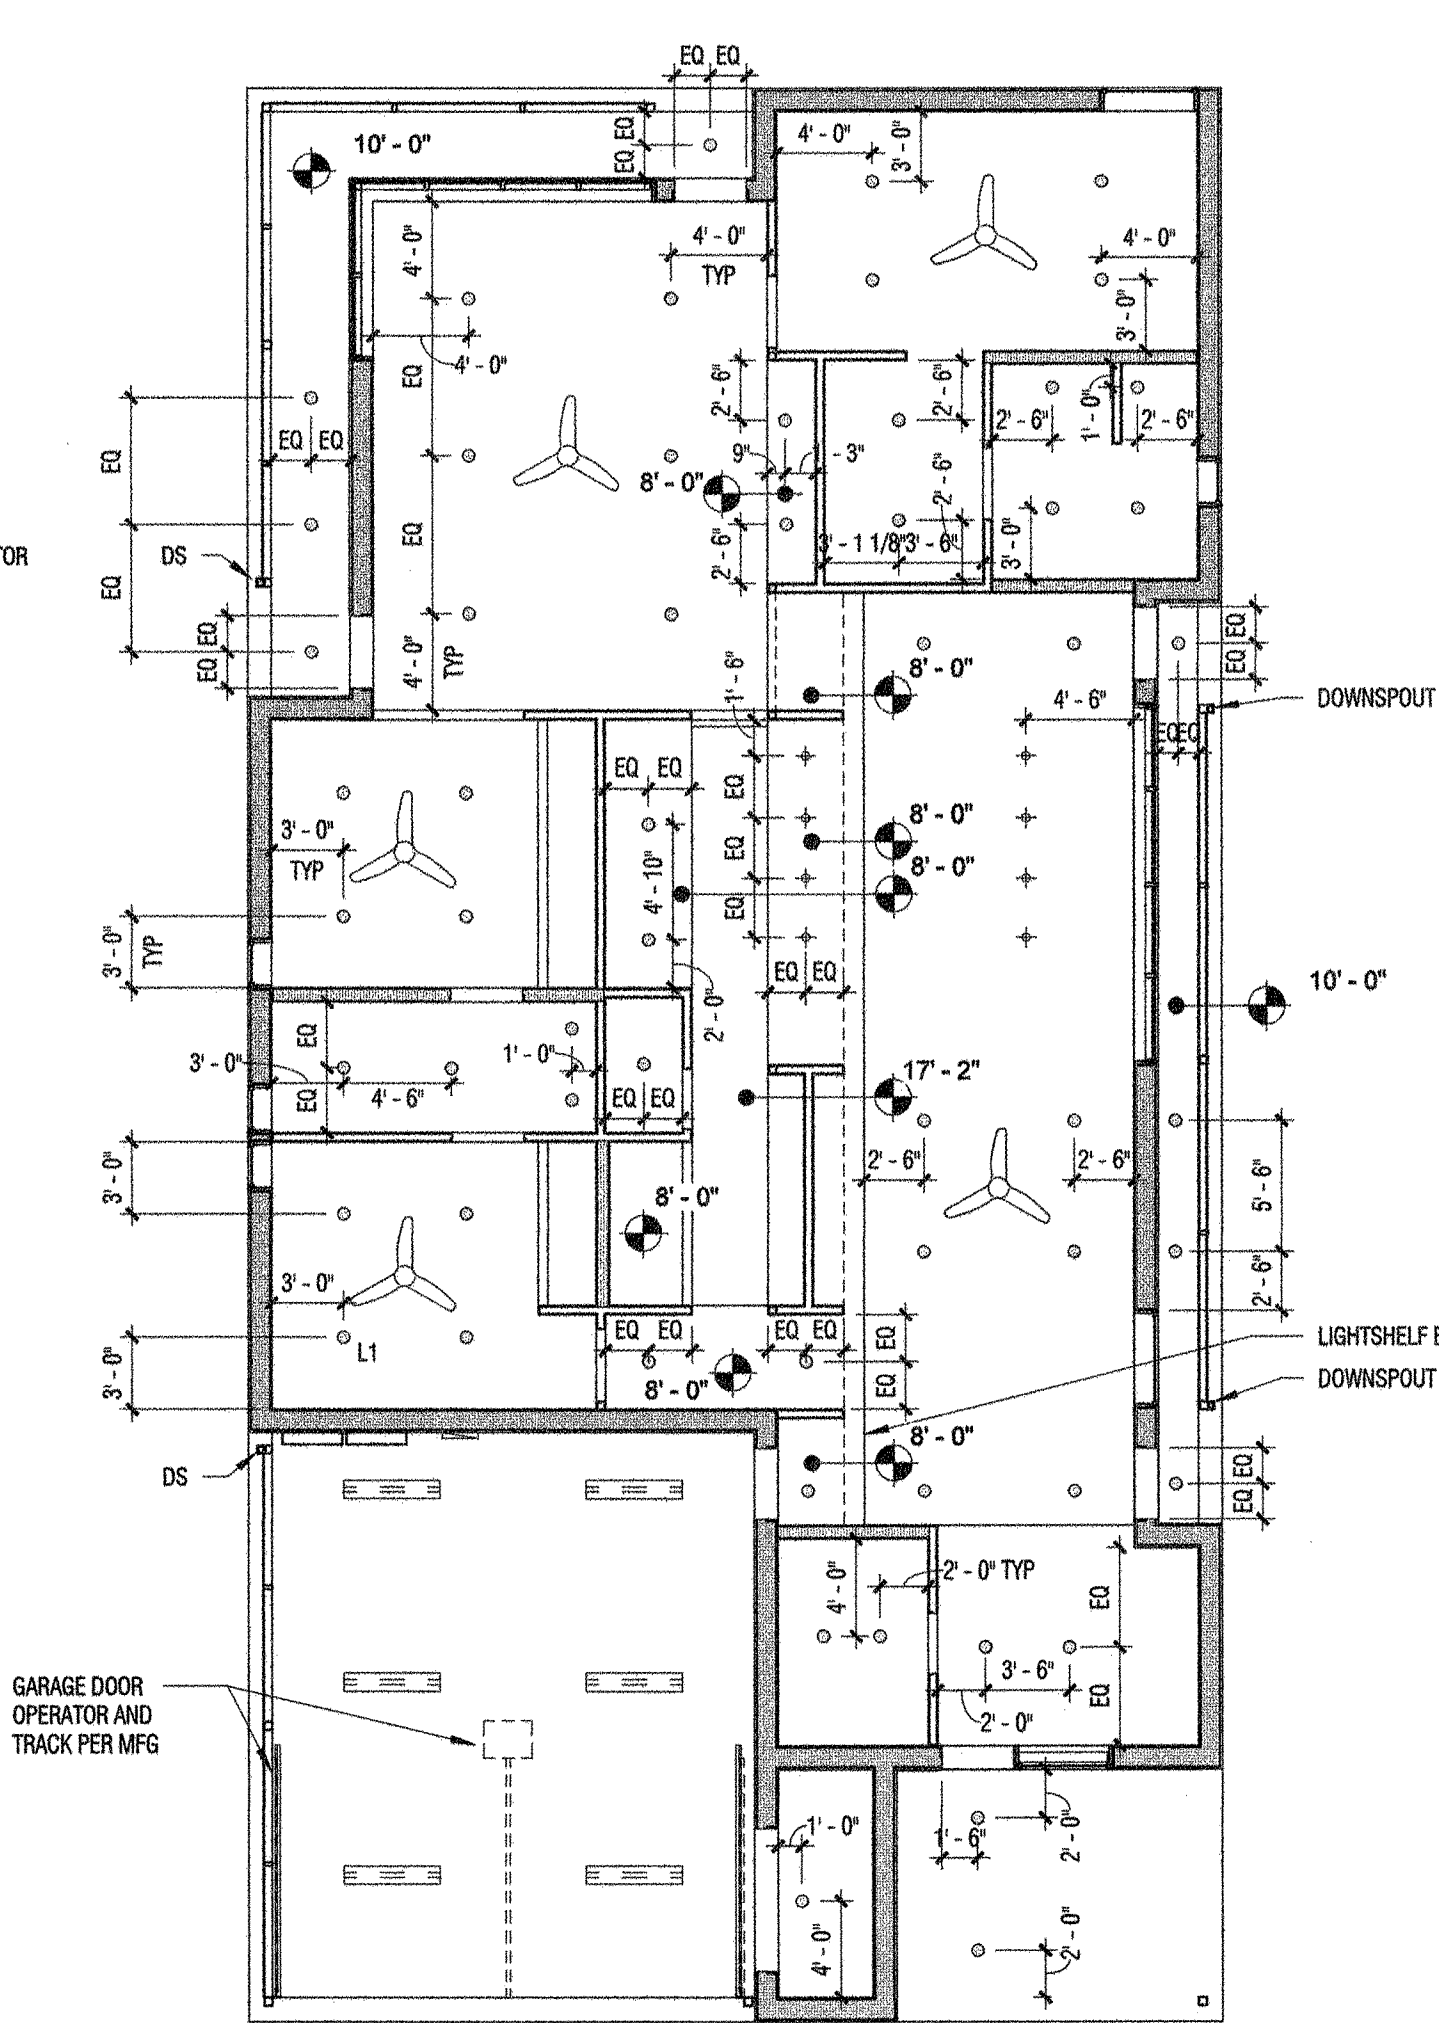 EQ EQ
10' - 0"
EQ
EQ
4' - 0"
3' - 0"
4' - 0"
4' - 0"
TYP
4' - 0"
3' - 0"
4' - 0"
EQ
2' - 6"
2' - 6"
1' - 0"
2' - 6"
2' - 6"
EQ EQ
EQ
9"
- 3"
8' - 0"
2' - 6"
EQ
3' - 1 1/8"
3' - 6"
2' - 6"
3' - 0"
DS
EQ
EQ
EQ
4' - 0"
TYP
1' - 6"
8' - 0"
EQ
EQ
4' - 6"
DOWNSPOUT
EQ EQ
EQ EQ
EQ
8' - 0"
3' - 0"
TYP
4' - 10"
EQ
8' - 0"
EQ
3' - 0"
TYP
EQ EQ
2' - 0"
10' - 0"
EQ
3' - 0"
1' - 0"
4' - 6"
EQ
EQ EQ
17' - 2"
3' - 0"
2' - 6"
2' - 6"
5' - 6"
8' - 0"
3' - 0"
2' - 6"
EQ EQ
EQ EQ
EQ
LIGHTSHELF
L1
3' - 0"
8' - 0"
EQ
DOWNSPOUT
8' - 0"
EQ
EQ
DS
4' - 0"
2' - 0" TYP
EQ
3' - 6"
EQ
2' - 0"
GARAGE DOOR
OPERATOR AND
TRACK PER MFG
1' - 0"
1' - 6"
2' - 0"
4' - 0"
2' - 0"